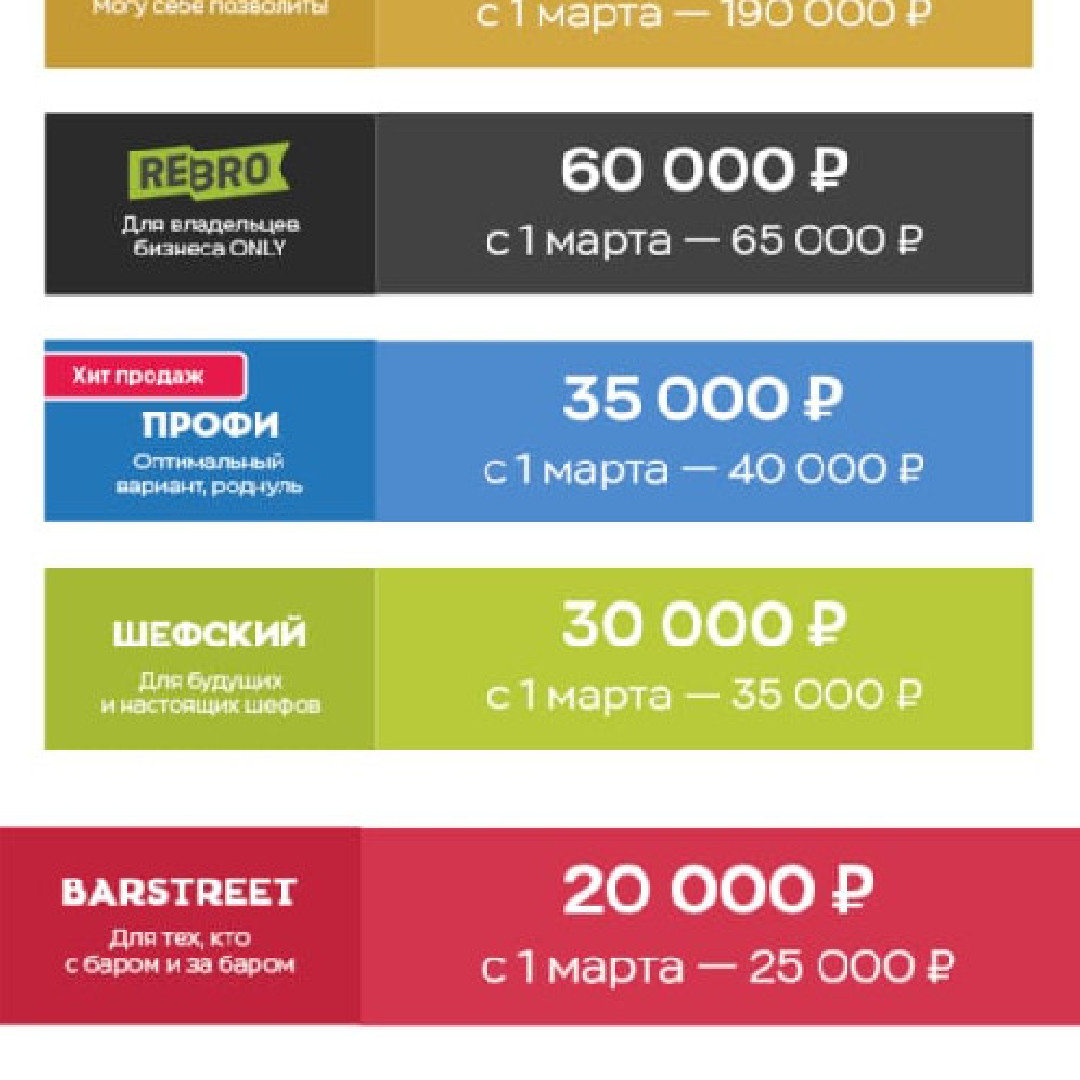 Могу себе позволить!
с 1 марта — 190 000 ₽
REBRO
Для владельцев
бизнеса ONLY
60 000 ₽
с 1 марта — 65 000 ₽
Хит продаж
ПРОФИ
Оптимальный
вариант, роднуль
35 000 ₽
с 1 марта — 40 000 ₽
ШЕФСКИЙ
Для будущих
и настоящих шефов
30 000 ₽
с 1 марта — 35 000 ₽
BARSTREET
Для тех, кто
с баром и за баром
20 000 ₽
с 1 марта — 25 000 ₽